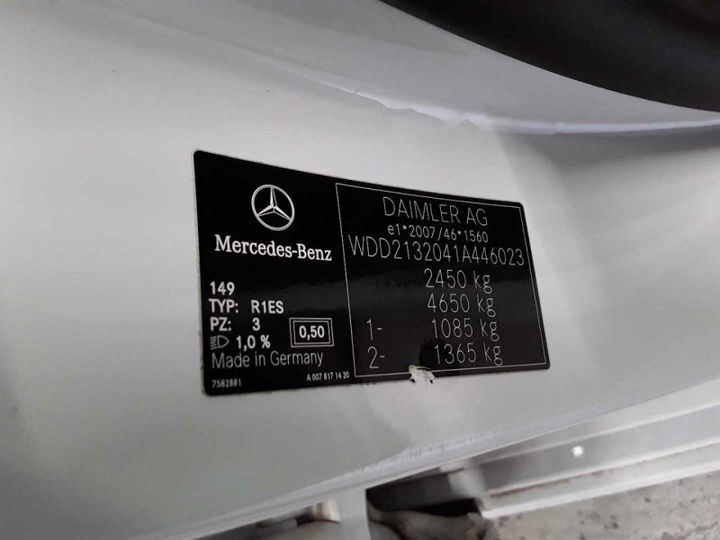 Mercedes-Benz
149
TYP: R1ES
PZ: 3
1,0 %
0,50
Made in Germany
7582881
A 007 817 14 20
DAIMLER AG
e1*2007/46*1560
WDD2132041A446023
2450 kg
4650 kg
1- 1085 kg
2- 1365 kg